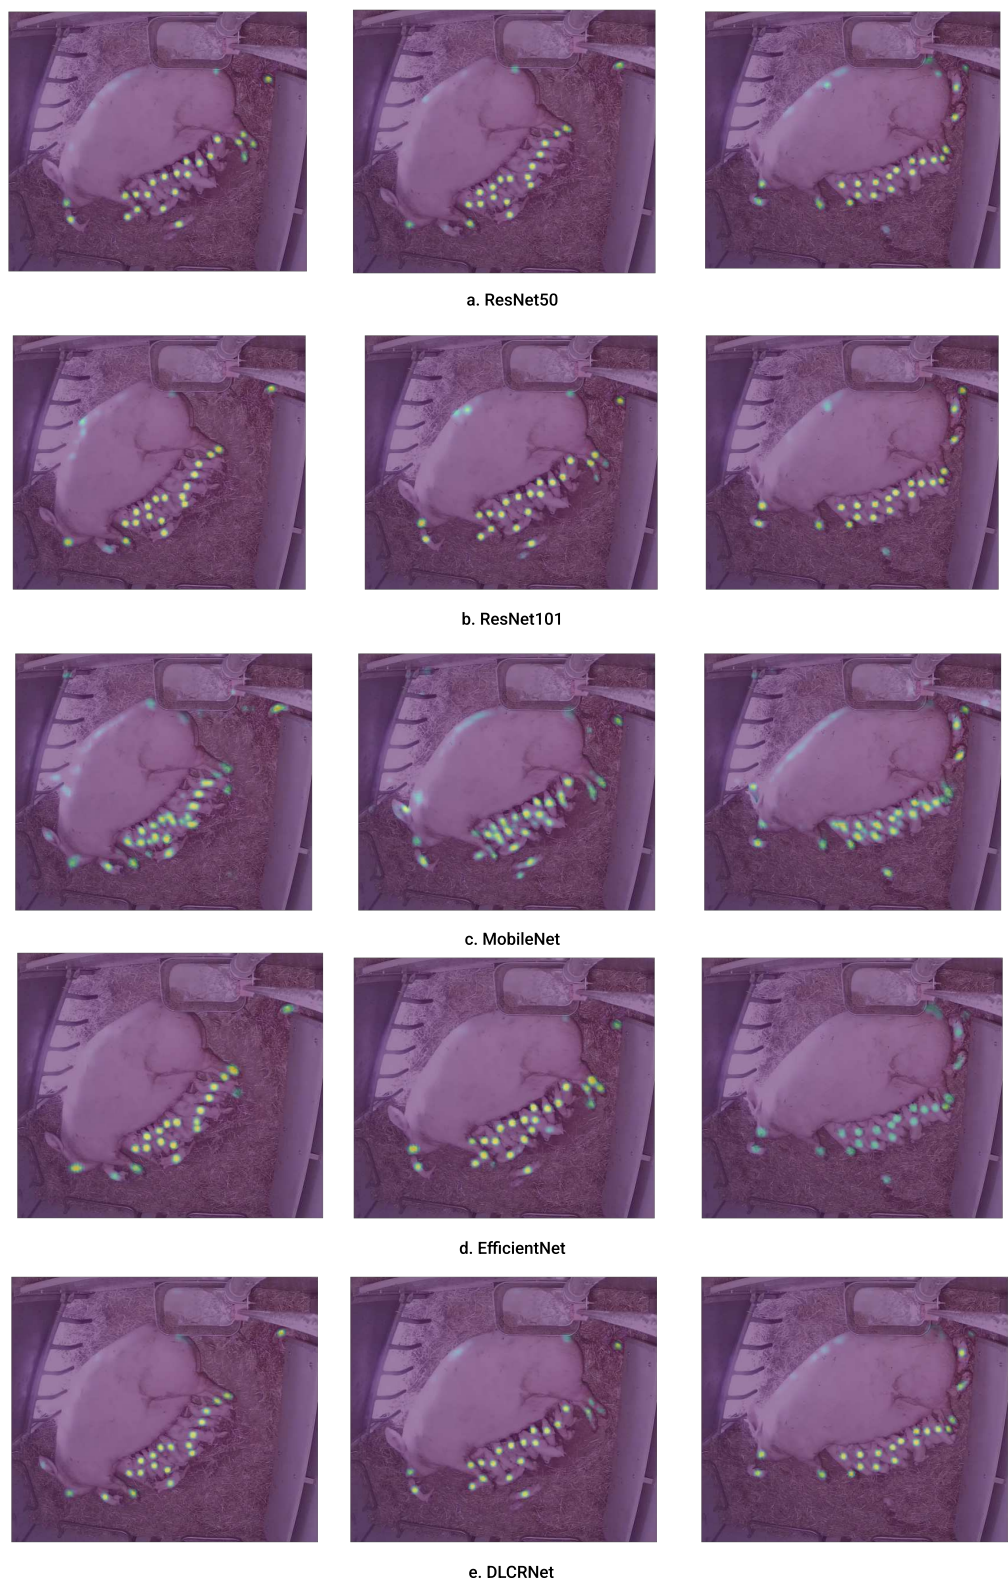 a. ResNet50
b. ResNet101
c. MobileNet
d. EfficientNet
e. DLCRNet